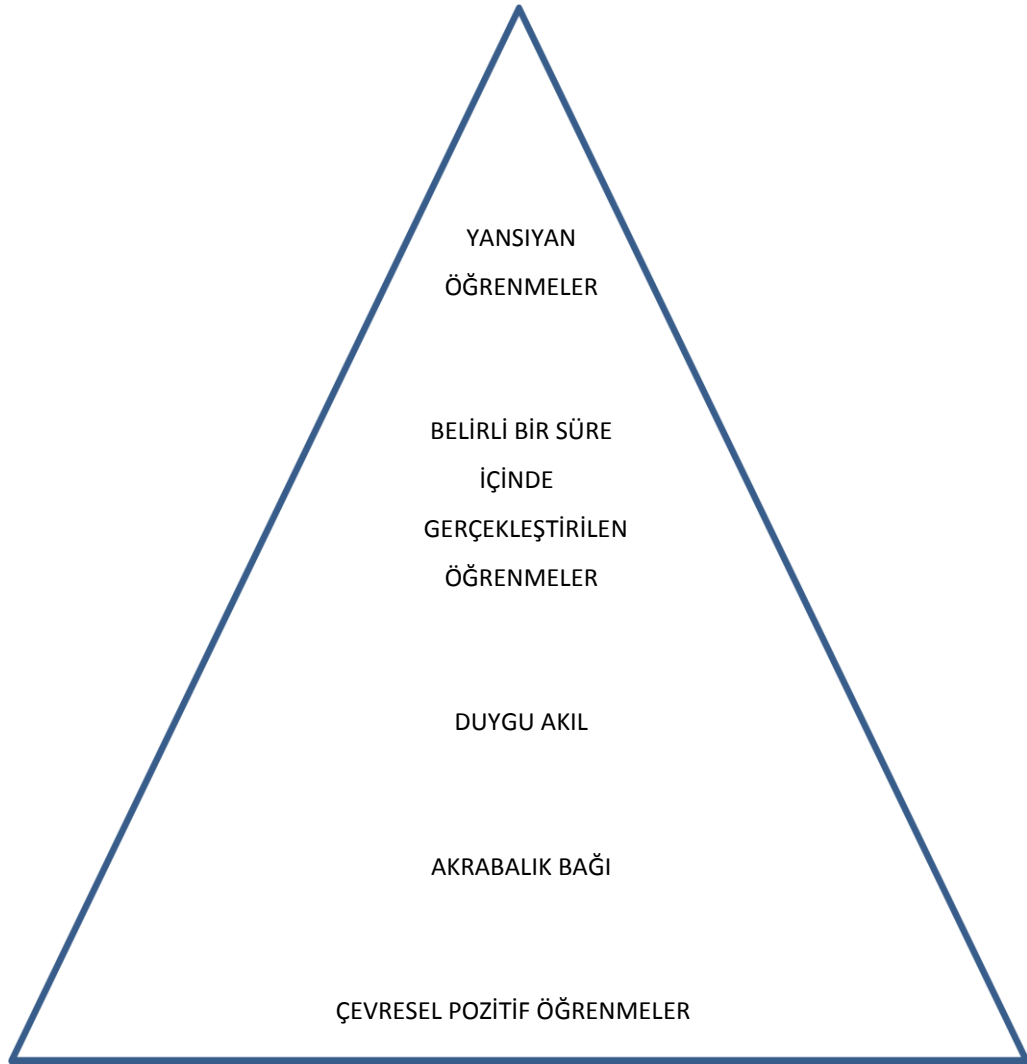 YANSIYAN
ÖĞRENMELER
BELİRLİ BİR SÜRE
İÇİNDE
GERÇEKLEŞTİRİLEN
ÖĞRENMELER
DUYGU AKIL
AKRABALIK BAĞI
ÇEVRESEL POZİTİF ÖĞRENMELER